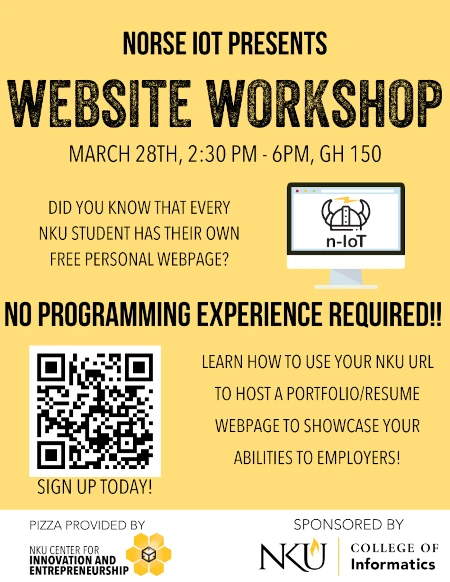 NORSE IOT PRESENTS
WEBSITE WORKSHOP
MARCH 28TH, 2:30 PM - 6PM, GH 150
DID YOU KNOW THAT EVERY
NKU STUDENT HAS THEIR OWN
FREE PERSONAL WEBPAGE?
n-IoT
NO PROGRAMMING EXPERIENCE REQUIRED!!
LEARN HOW TO USE YOUR NKU URL
TO HOST A PORTFOLIO/RESUME
WEBPAGE TO SHOWCASE YOUR
ABILITIES TO EMPLOYERS!
SIGN UP TODAY!
PIZZA PROVIDED BY
NKU CENTER FOR
INNOVATION AND
ENTREPRENEURSHIP
SPONSORED BY
NKU
COLLEGE OF
Informatics